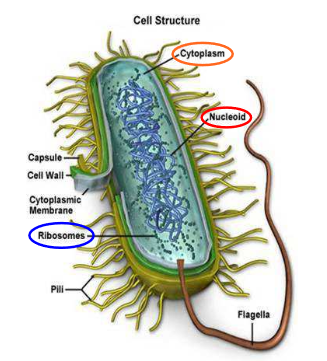 Cell Structure
Cytoplasm
Nucleoid
Capsule
Cell Wall
Cytoplasmic
Membrane
Ribosomes
Pili
Flagella